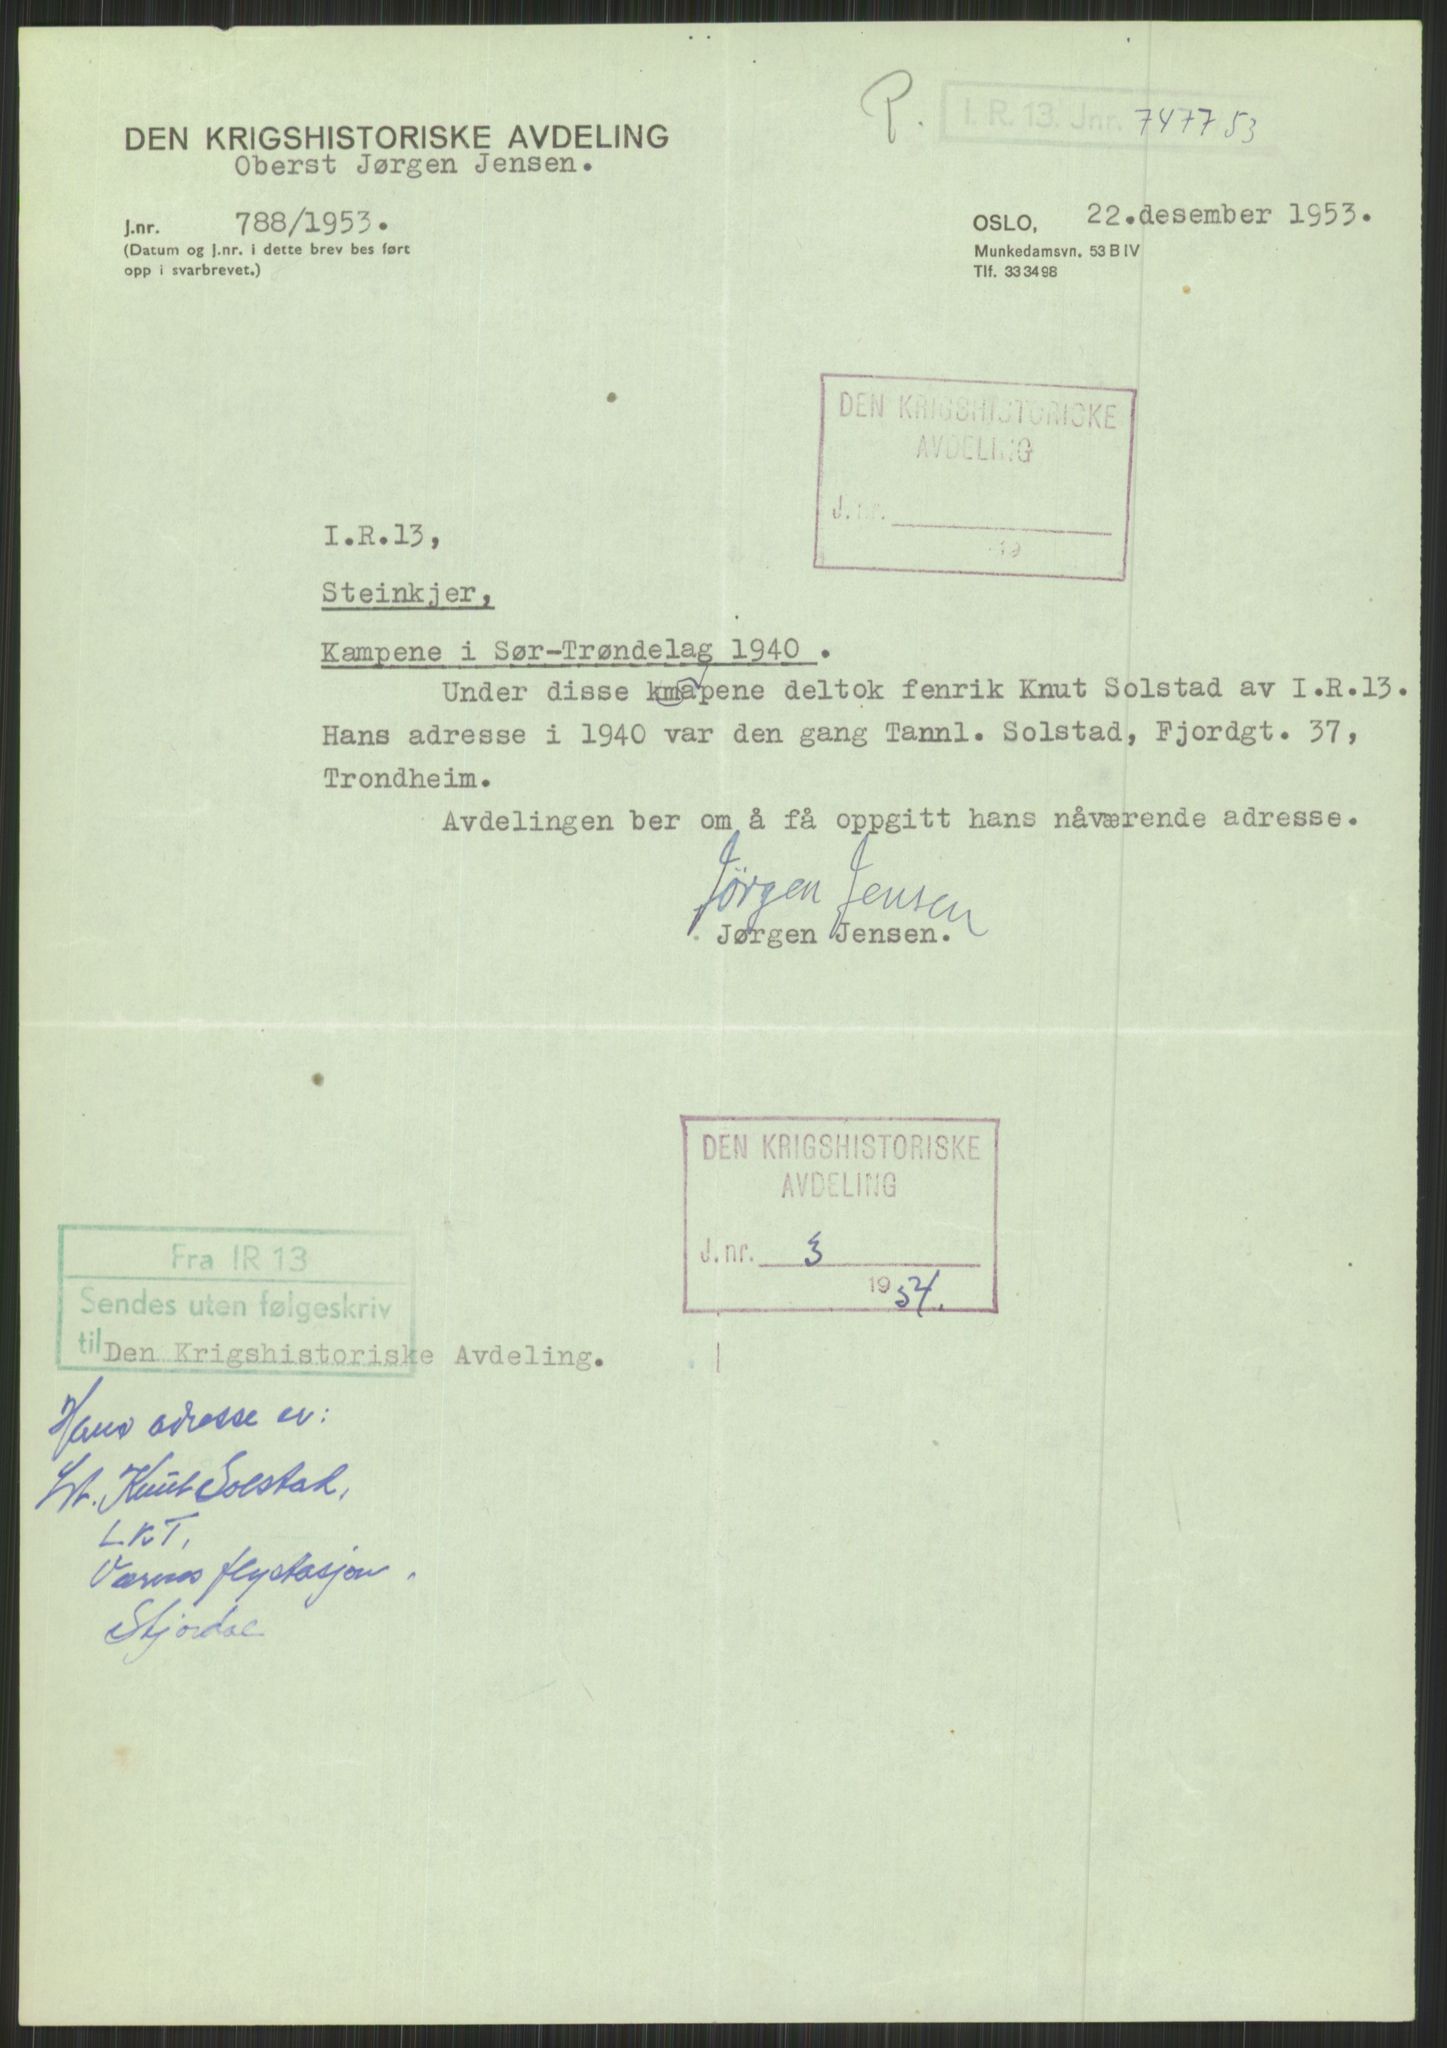 P.
I. R. 13. Jnr. 7477 53
DEN KRIGSHISTORISKE AVDELING
Oberst Jørgen Jensen.
J.nr. 788/1953.
(Datum og J.nr. i dette brev bes ført
opp i svarbrevet.)
OSLO, 22.desember 1953.
Munkedamsvn. 53 B IV
Tlf. 33 34 98
DEN KRIGSHISTORISKE
AVDELING
J. nr.
19
I.R.13,
Steinkjer,
Kampene i Sør-Trøndelag 1940 .
Under disse kmapene deltok fenrik Knut Solstad av I.R.13.
Hans adresse i 1940 var den gang Tannl. Solstad, Fjordgt. 37,
Trondheim.
Avdelingen ber om å få oppgitt hans nåværende adresse.
Jørgen Jensen
Jørgen Jensen.
DEN KRIGSHISTORISKE
AVDELING
J. nr. 3
1954.
Fra IR 13
Sendes uten følgeskriv
til Den Krigshistoriske Avdeling.
Hans adresse er:
Lt. Knut Solstad,
LKT,
Værnes flystasjon.
Stjørdal